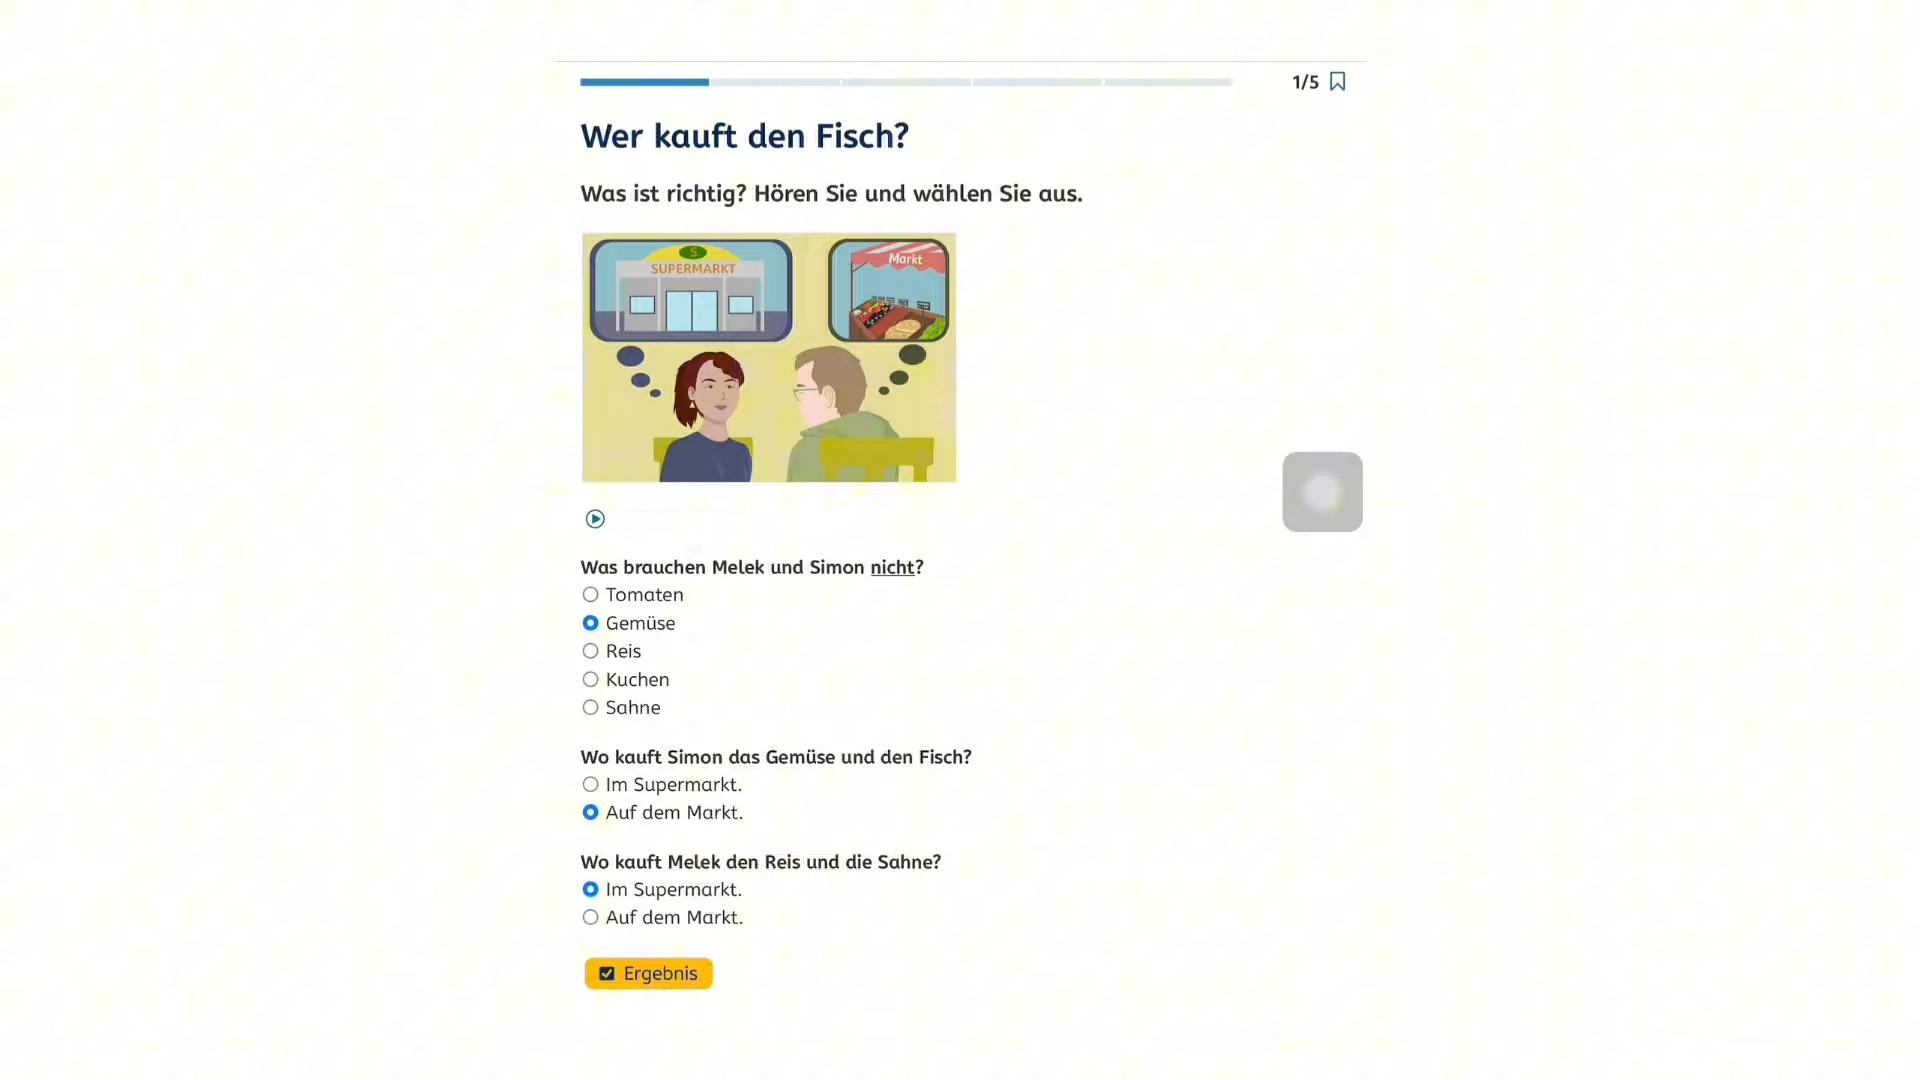 1/5
Wer kauft den Fisch?
Was ist richtig? Hören Sie und wählen Sie aus.
S
SUPERMARKT
Markt
Was brauchen Melek und Simon nicht?
Tomaten
Gemüse
Reis
Kuchen
Sahne
Wo kauft Simon das Gemüse und den Fisch?
Im Supermarkt.
Auf dem Markt.
Wo kauft Melek den Reis und die Sahne?
Im Supermarkt.
Auf dem Markt.
Ergebnis